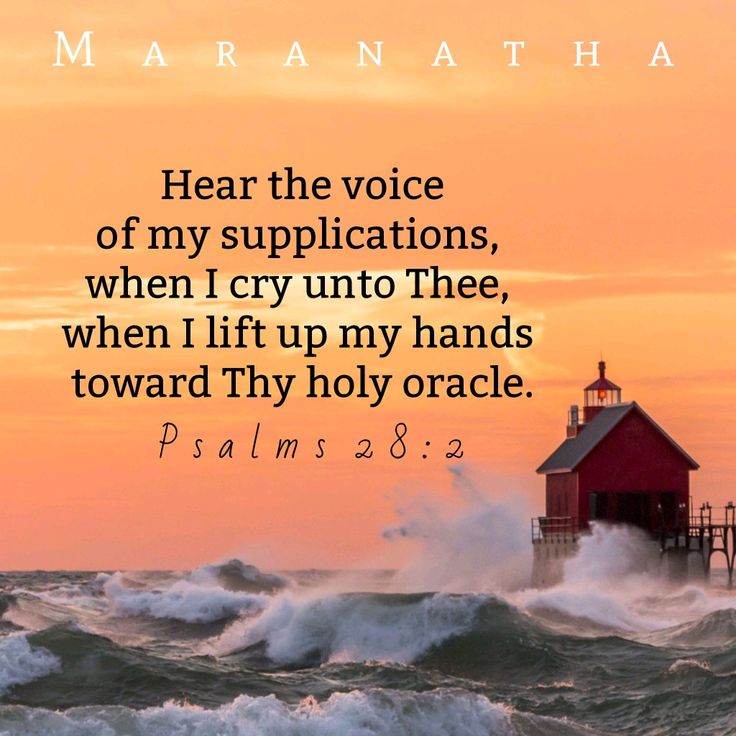 MARANATHA
Hear the voice
of my supplications,
when I cry unto Thee,
when I lift up my hands
toward Thy holy oracle.
Psalms 28:2